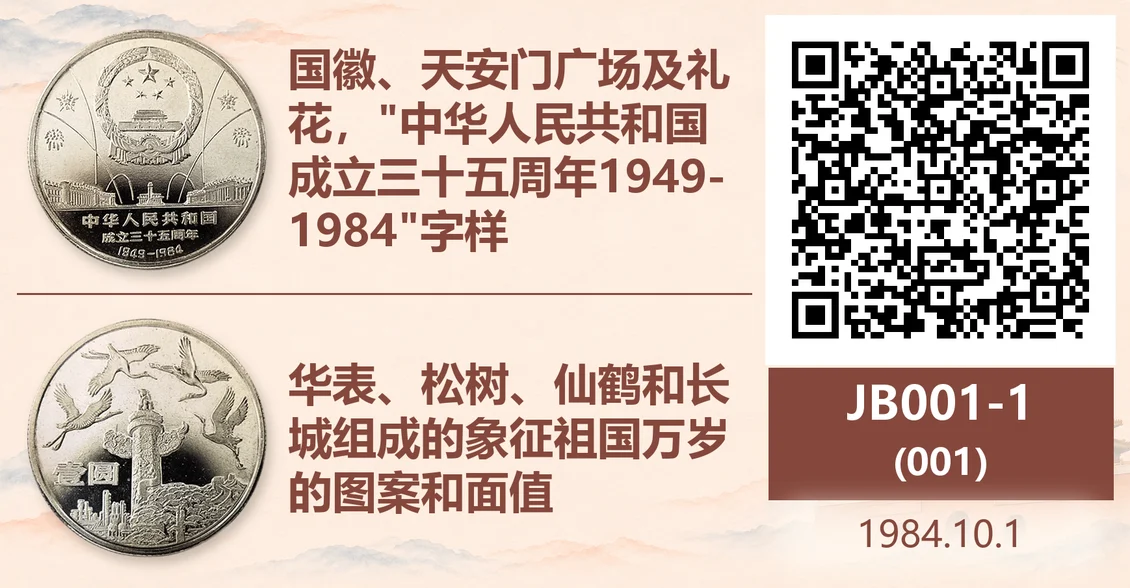 中华人民共和国
成立三十五周年
1949-1984
国徽、天安门广场及礼
花，"中华人民共和国
成立三十五周年1949-
1984"字样
壹圆
华表、松树、仙鹤和长
城组成的象征祖国万岁
的图案和面值
JB001-1
(001)
1984.10.1